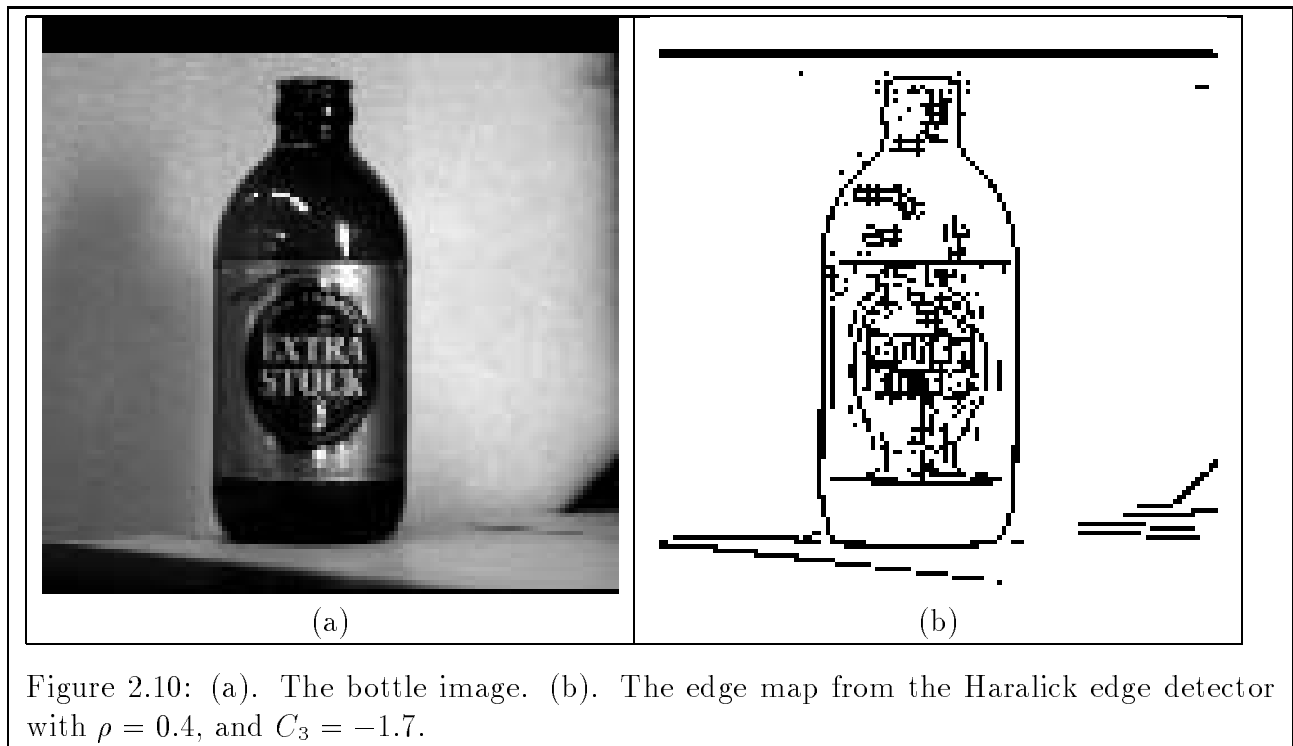 EXTRA
STOCK
(a)
(b)
Figure 2.10: (a). The bottle image. (b). The edge map from the Haralick edge detector
with ρ = 0.4, and C₃ = −1.7.